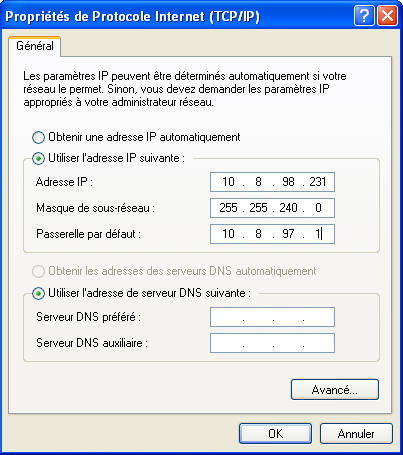 Propriétés de Protocole Internet (TCP/IP)
Général
Les paramètres IP peuvent être déterminés automatiquement si votre
réseau le permet. Sinon, vous devez demander les paramètres IP
appropriés à votre administrateur réseau.
Obtenir une adresse IP automatiquement
Utiliser l'adresse IP suivante :
Adresse IP : 10 . 8 . 98 . 231
Masque de sous-réseau : 255 . 255 . 240 . 0
Passerelle par défaut : 10 . 8 . 97 . 1
Obtenir les adresses des serveurs DNS automatiquement
Utiliser l'adresse de serveur DNS suivante :
Serveur DNS préféré : . . .
Serveur DNS auxiliaire : . . .
Avancé...
OK Annuler